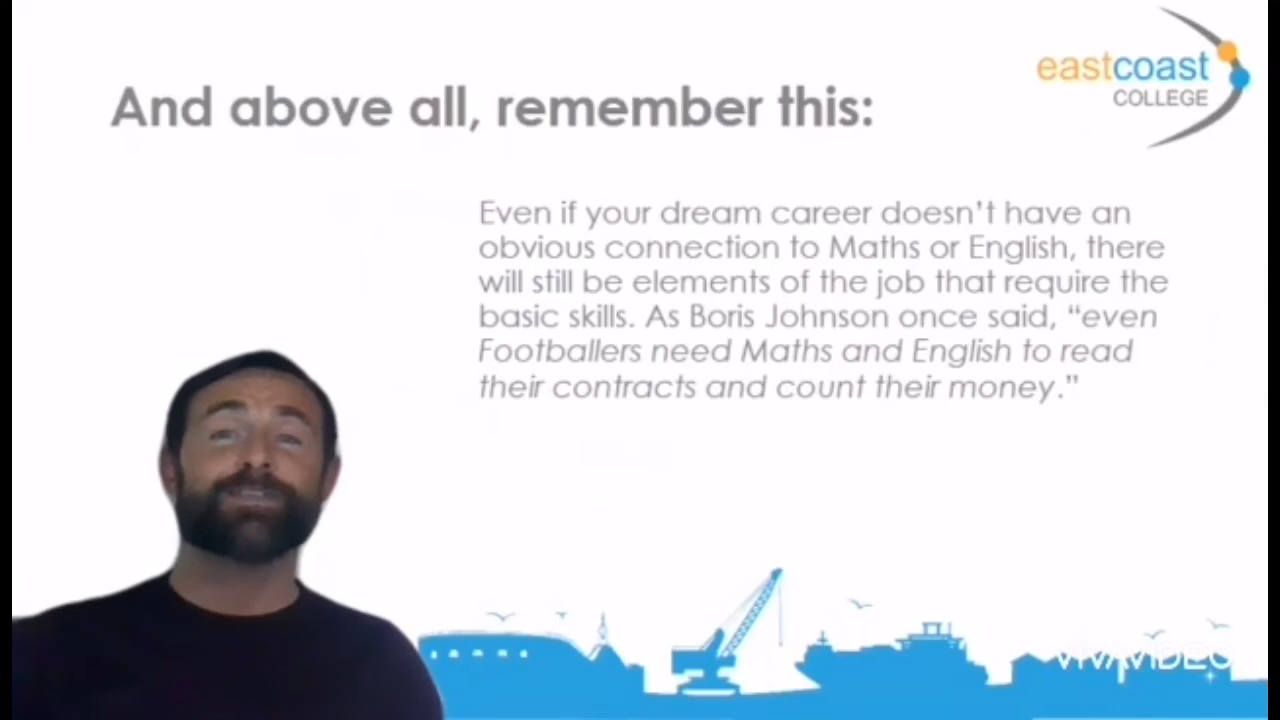 eastcoast
COLLEGE
And above all, remember this:
Even if your dream career doesn't have an
obvious connection to Maths or English, there
will still be elements of the job that require the
basic skills. As Boris Johnson once said, “even
Footballers need Maths and English to read
their contracts and count their money.”
VIVAVIDEO